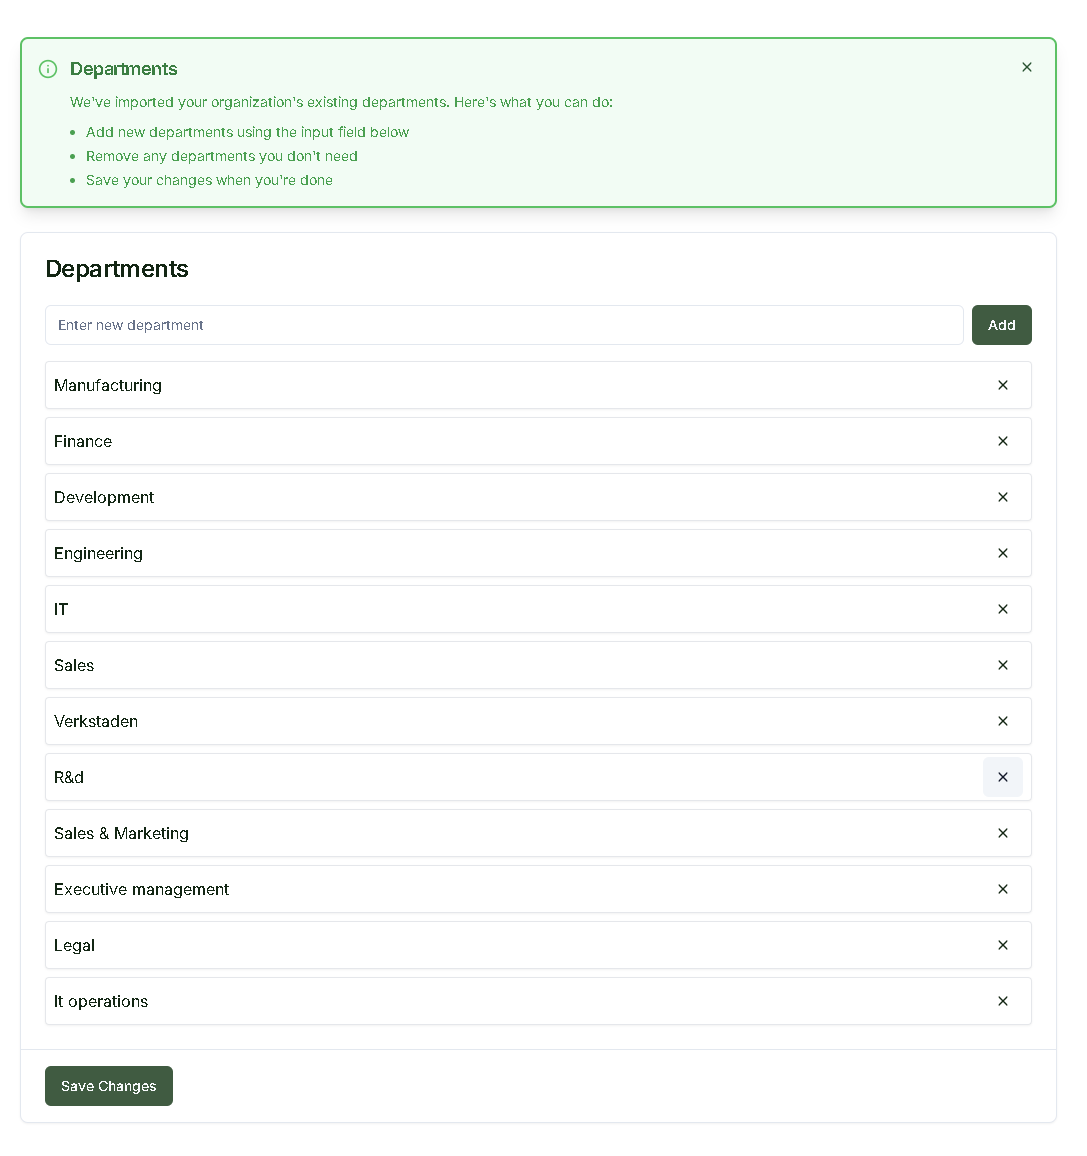 Departments
We've imported your organization's existing departments. Here's what you can do:
Add new departments using the input field below
Remove any departments you don't need
Save your changes when you're done
Departments
Enter new department
Add
Manufacturing
Finance
Development
Engineering
IT
Sales
Verkstaden
R&d
Sales & Marketing
Executive management
Legal
It operations
Save Changes